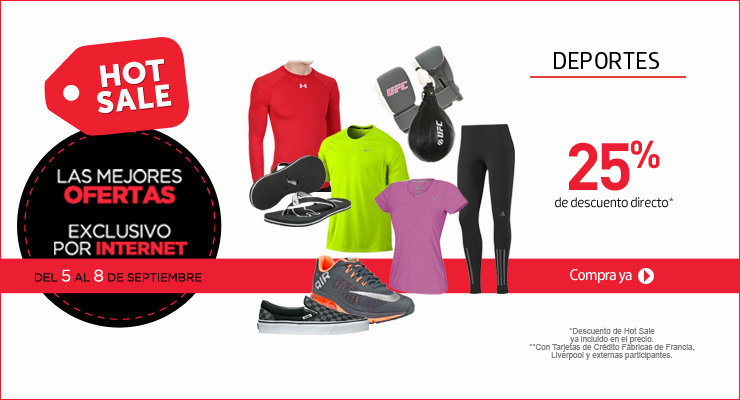 HOT
SALE
LAS MEJORES
OFERTAS
EXCLUSIVO
POR INTERNET
DEL 5 AL 8 DE SEPTIEMBRE
UFC
UFC
AIR
DEPORTES
25%
de descuento directo*
Compra ya
*Descuento de Hot Sale
ya incluido en el precio.
**Con Tarjetas de Crédito Fábricas de Francia,
Liverpool y externas participantes.